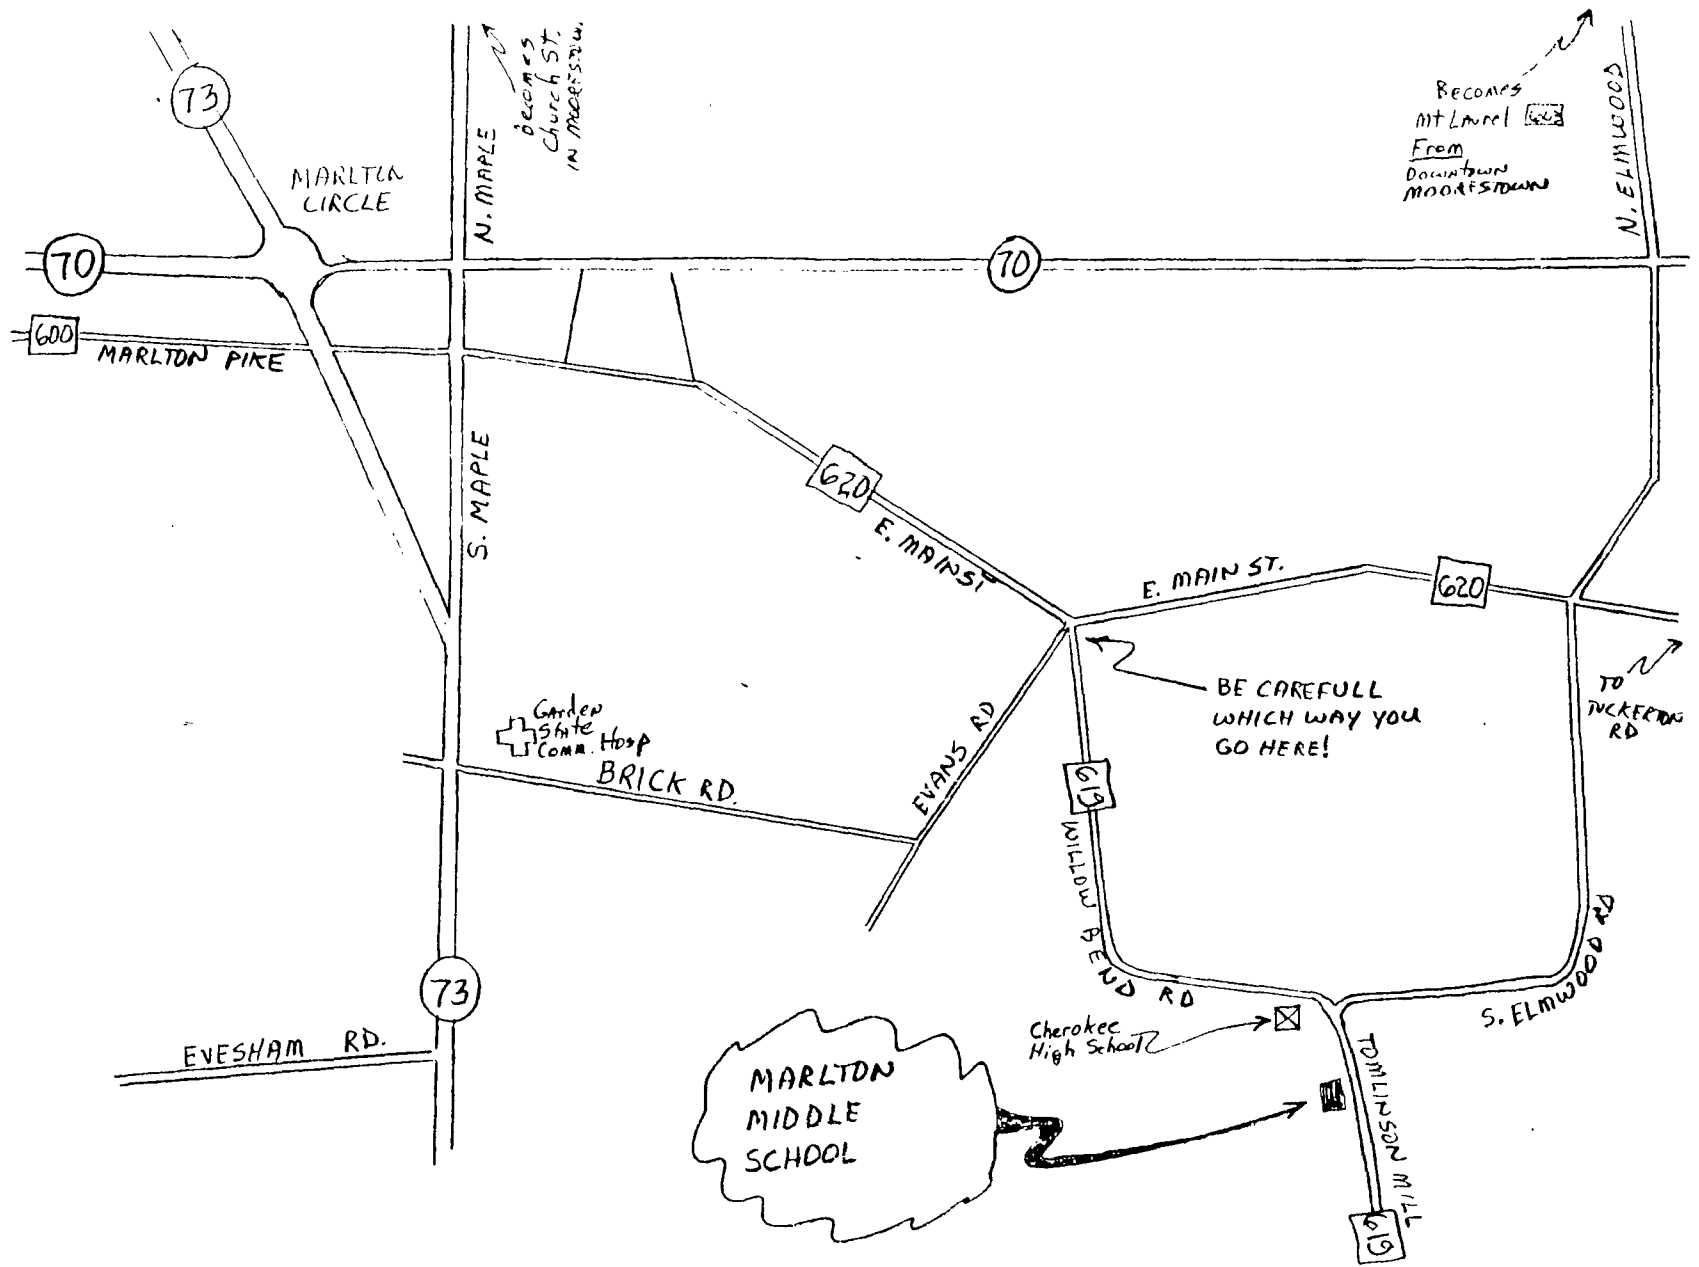 73
MARLTON
CIRCLE
N. MAPLE
Becomes
Church ST.
IN MOORESTOWN.
Becomes
Mt Laurel
From
DOWNTOWN
MOORESTOWN
N. ELMWOOD
70
70
600
MARLTON PIKE
S. MAPLE
620
E. MAIN ST
E. MAIN ST.
620
BE CAREFULL
WHICH WAY YOU
GO HERE!
TO
TUCKERTON
RD
Garden
State
Comm. Hosp
BRICK RD.
EVANS RD
619
WILLOW BEND RD
S. ELMWOOD RD
73
EVESHAM RD.
Cherokee
High School
MARLTON
MIDDLE
SCHOOL
TOMLINSON MILL
619